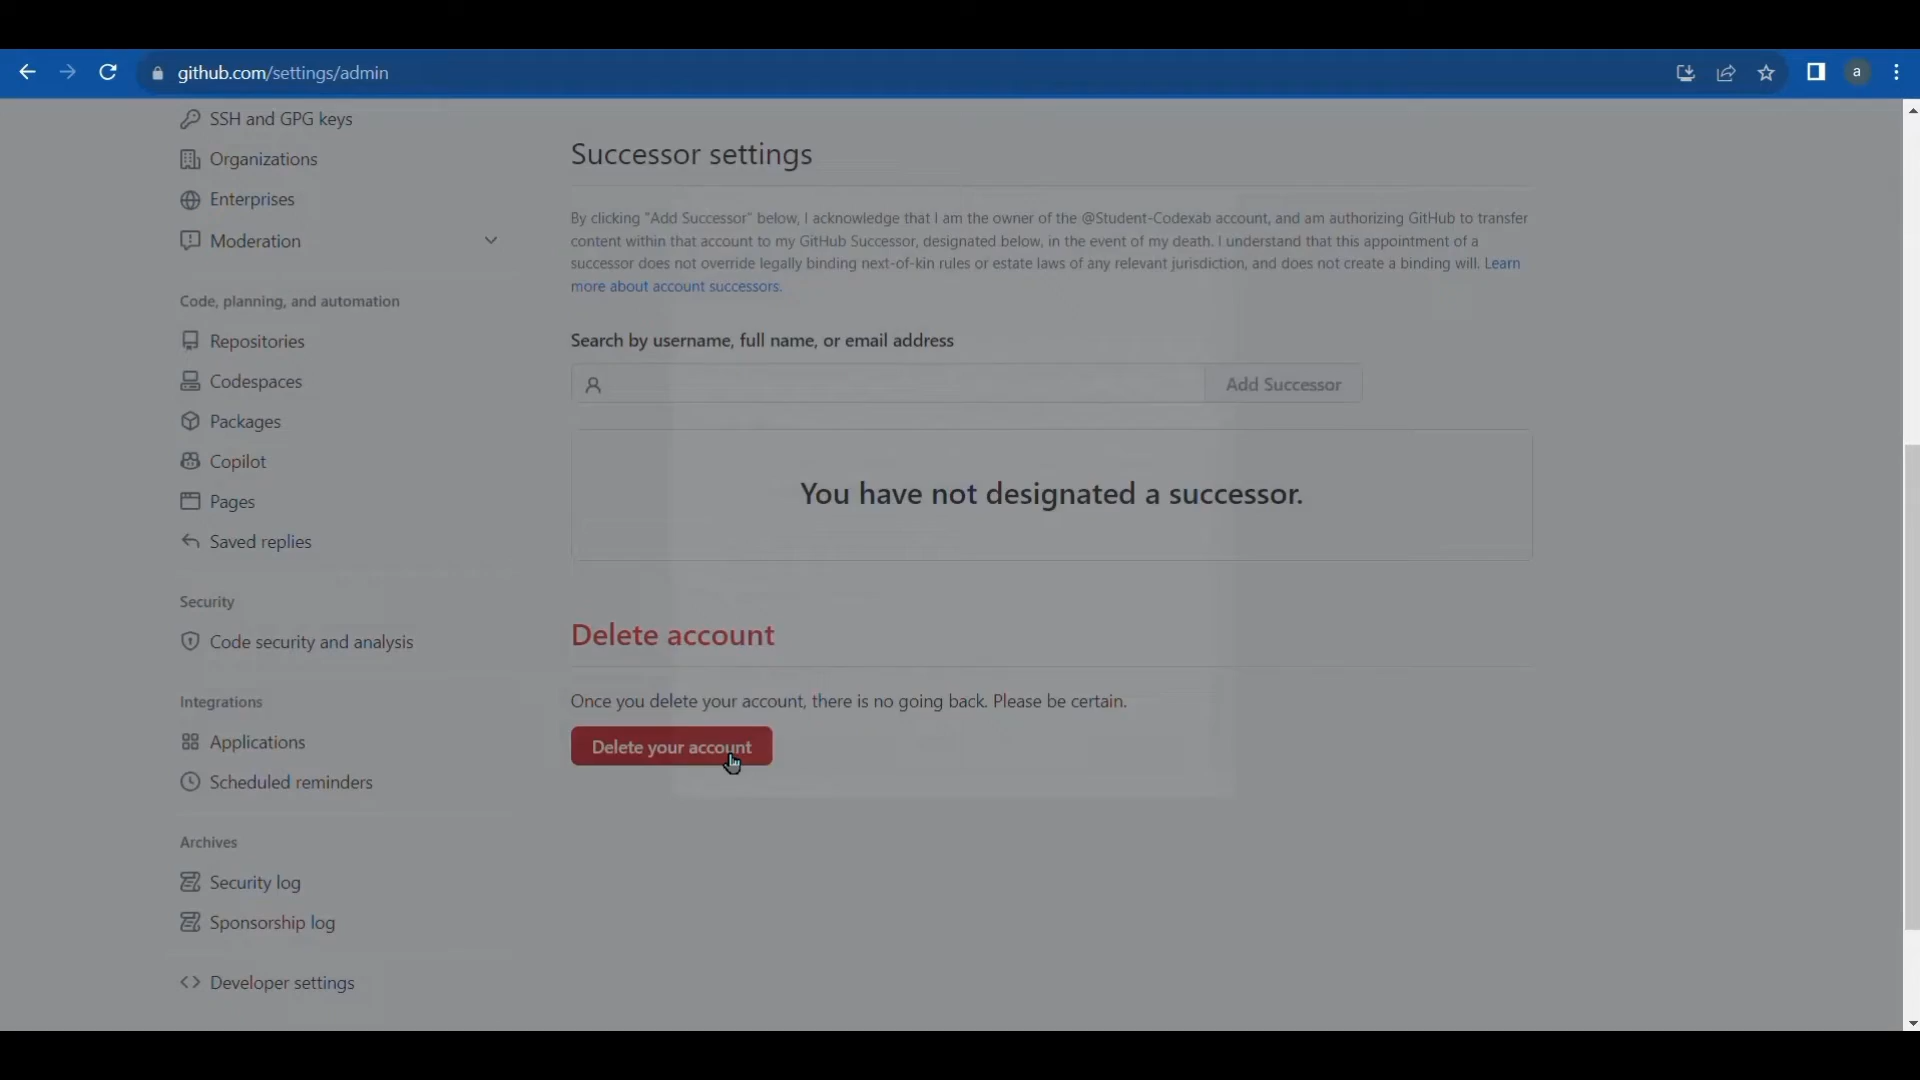 github.com/settings/admin
a
SSH and GPG keys
Organizations
Enterprises
Moderation
Code, planning, and automation
Repositories
Codespaces
Packages
Copilot
Pages
Saved replies
Security
Code security and analysis
Integrations
Applications
Scheduled reminders
Archives
Security log
Sponsorship log
Developer settings
Successor settings
By clicking "Add Successor" below, I acknowledge that I am the owner of the @Student-Codexab account, and am authorizing GitHub to transfer
content within that account to my GitHub Successor, designated below, in the event of my death. I understand that this appointment of a
successor does not override legally binding next-of-kin rules or estate laws of any relevant jurisdiction, and does not create a binding will. Learn
more about account successors.
Search by username, full name, or email address
Add Successor
You have not designated a successor.
Delete account
Once you delete your account, there is no going back. Please be certain.
Delete your account